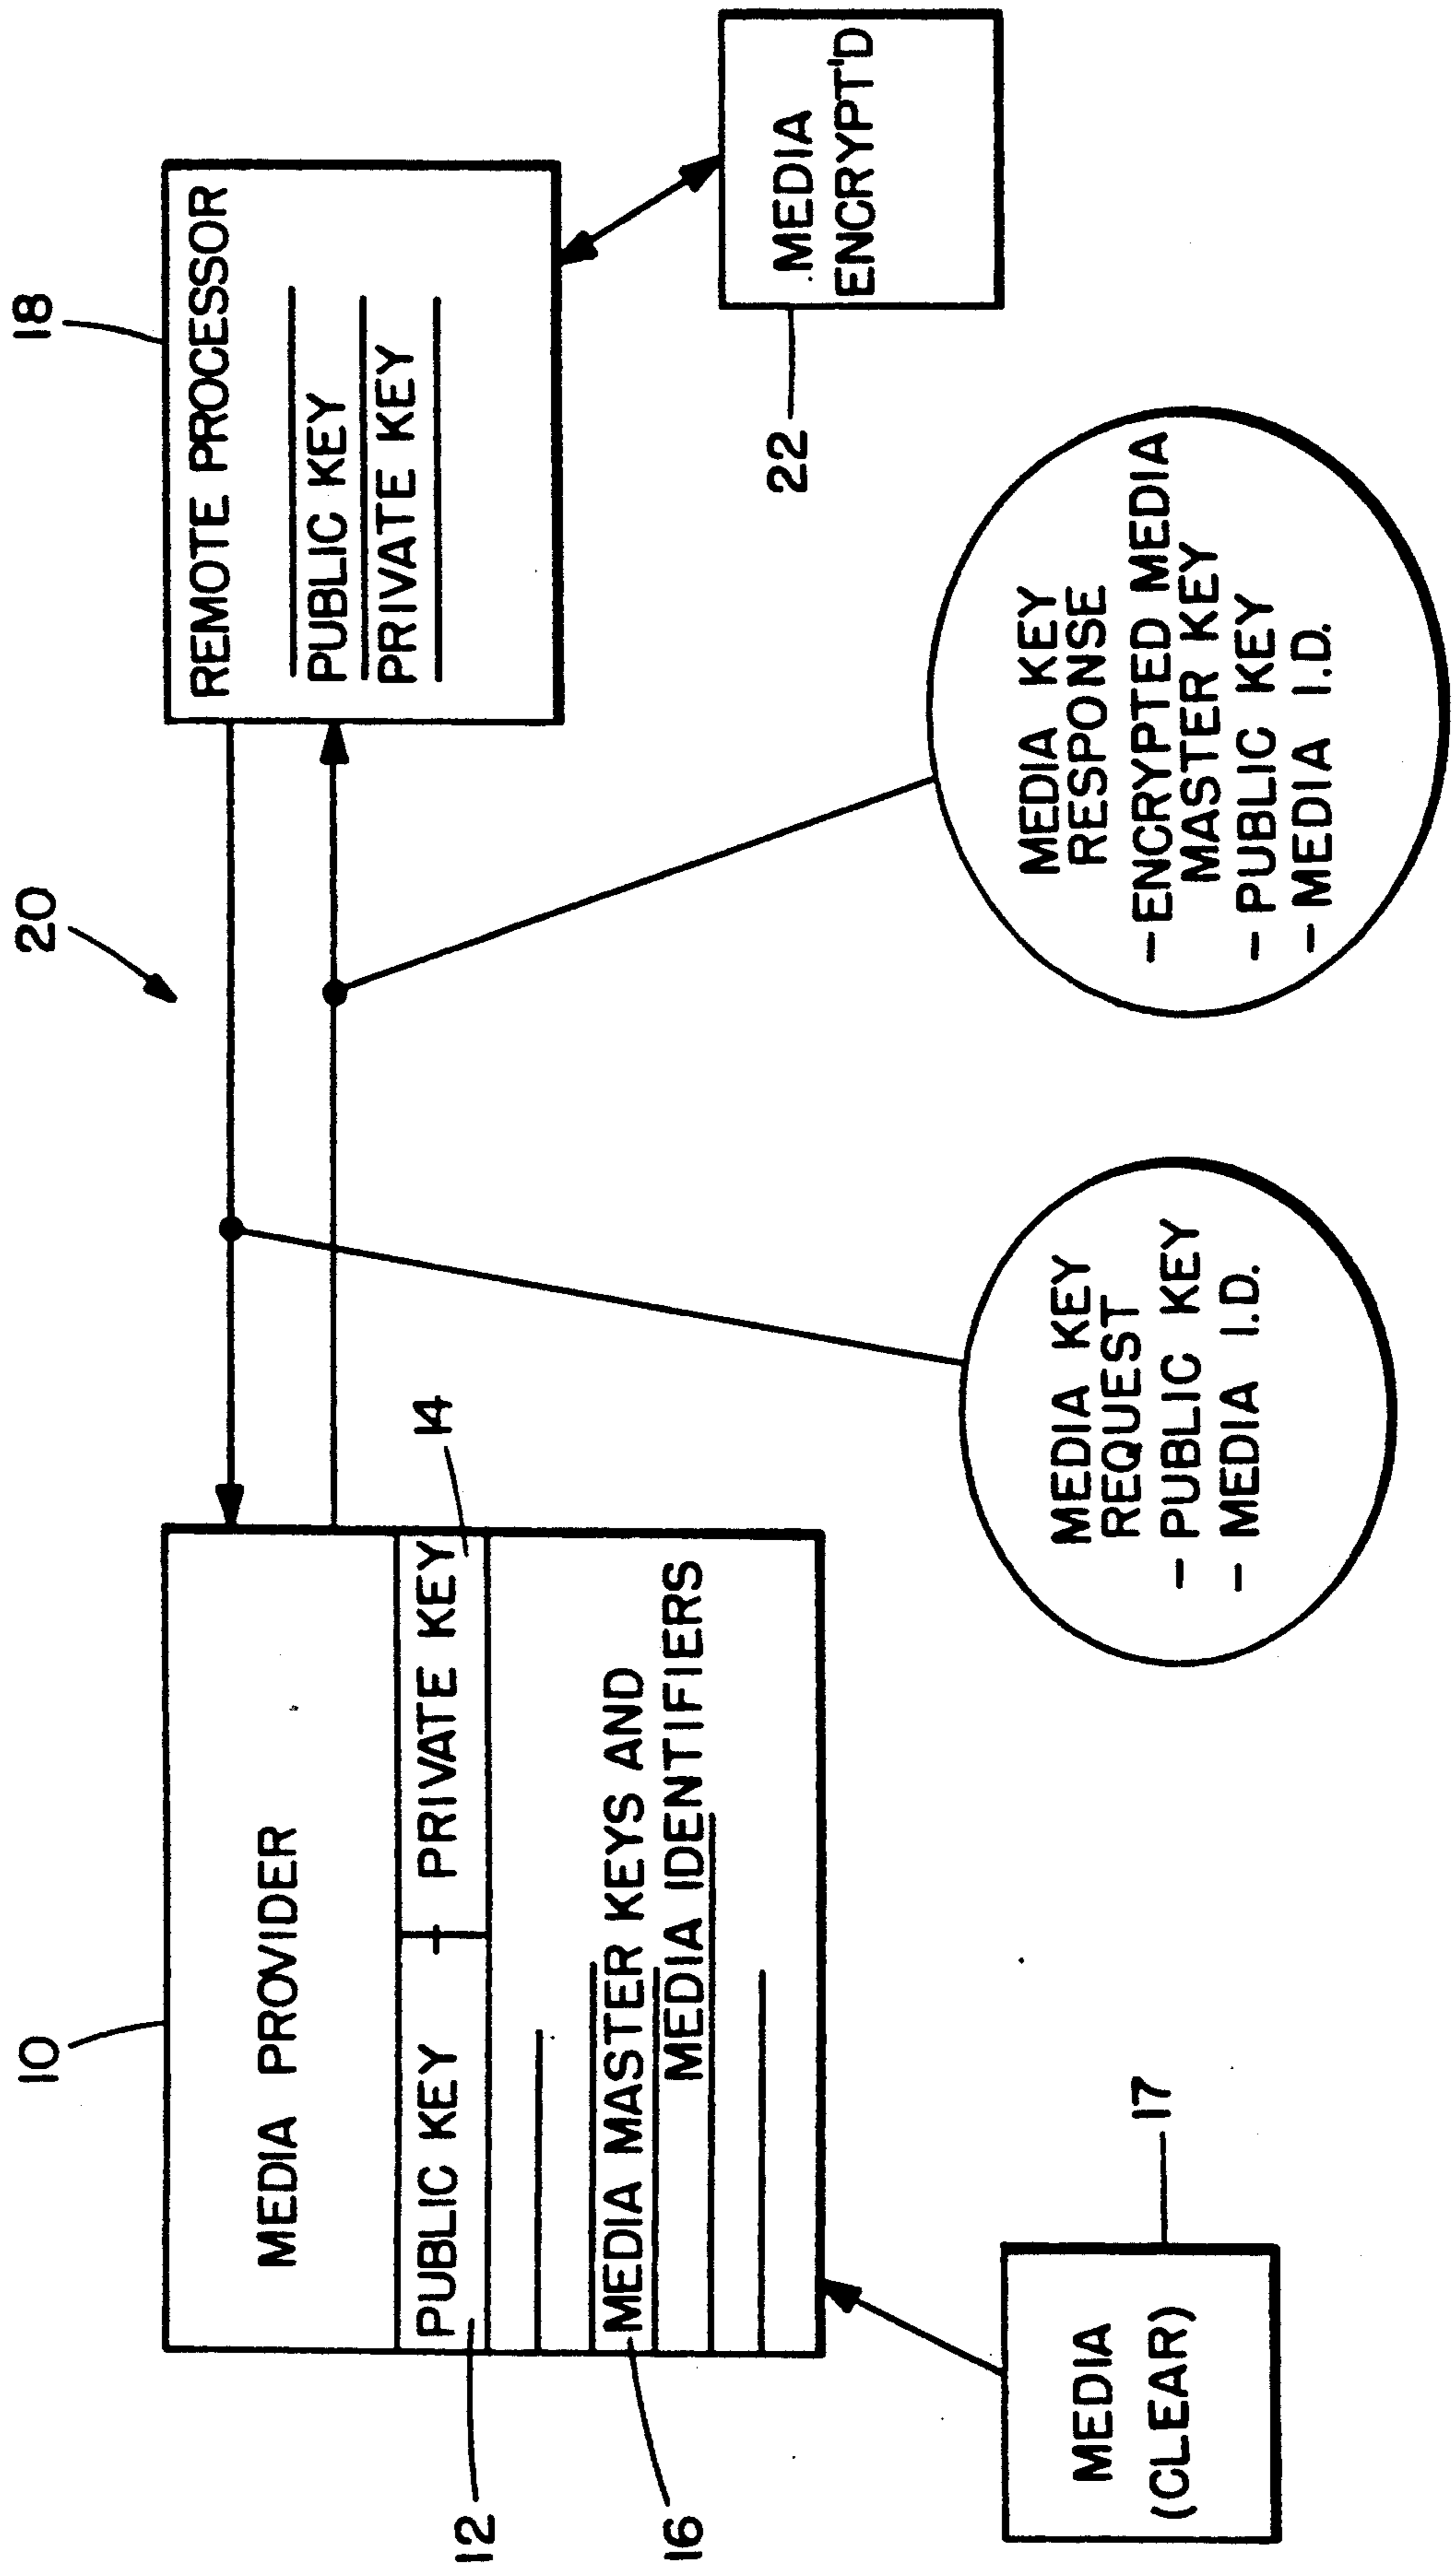 10
MEDIA PROVIDER
PUBLIC KEY
PRIVATE KEY
12
14
16
MEDIA MASTER KEYS AND
MEDIA IDENTIFIERS
MEDIA
(CLEAR)
17
20
18
REMOTE PROCESSOR
PUBLIC KEY
PRIVATE KEY
22
MEDIA
ENCRYPT'D
MEDIA KEY
REQUEST
- PUBLIC KEY
- MEDIA I.D.
MEDIA KEY
RESPONSE
- ENCRYPTED MEDIA
MASTER KEY
- PUBLIC KEY
- MEDIA I.D.